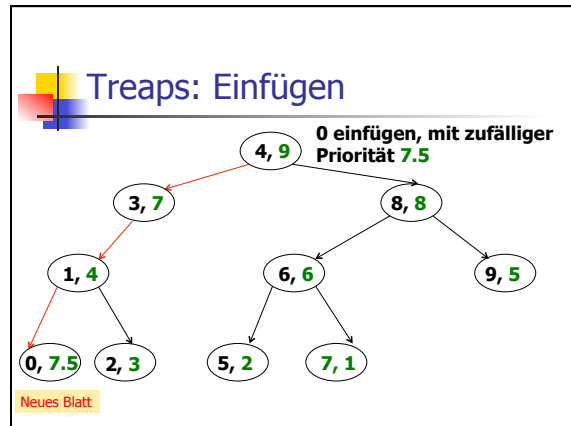 Treaps: Einfügen
0 einfügen, mit zufälliger
Priorität 7.5
4, 9
3, 7
8, 8
1, 4
6, 6
9, 5
0, 7.5
2, 3
5, 2
7, 1
Neues Blatt